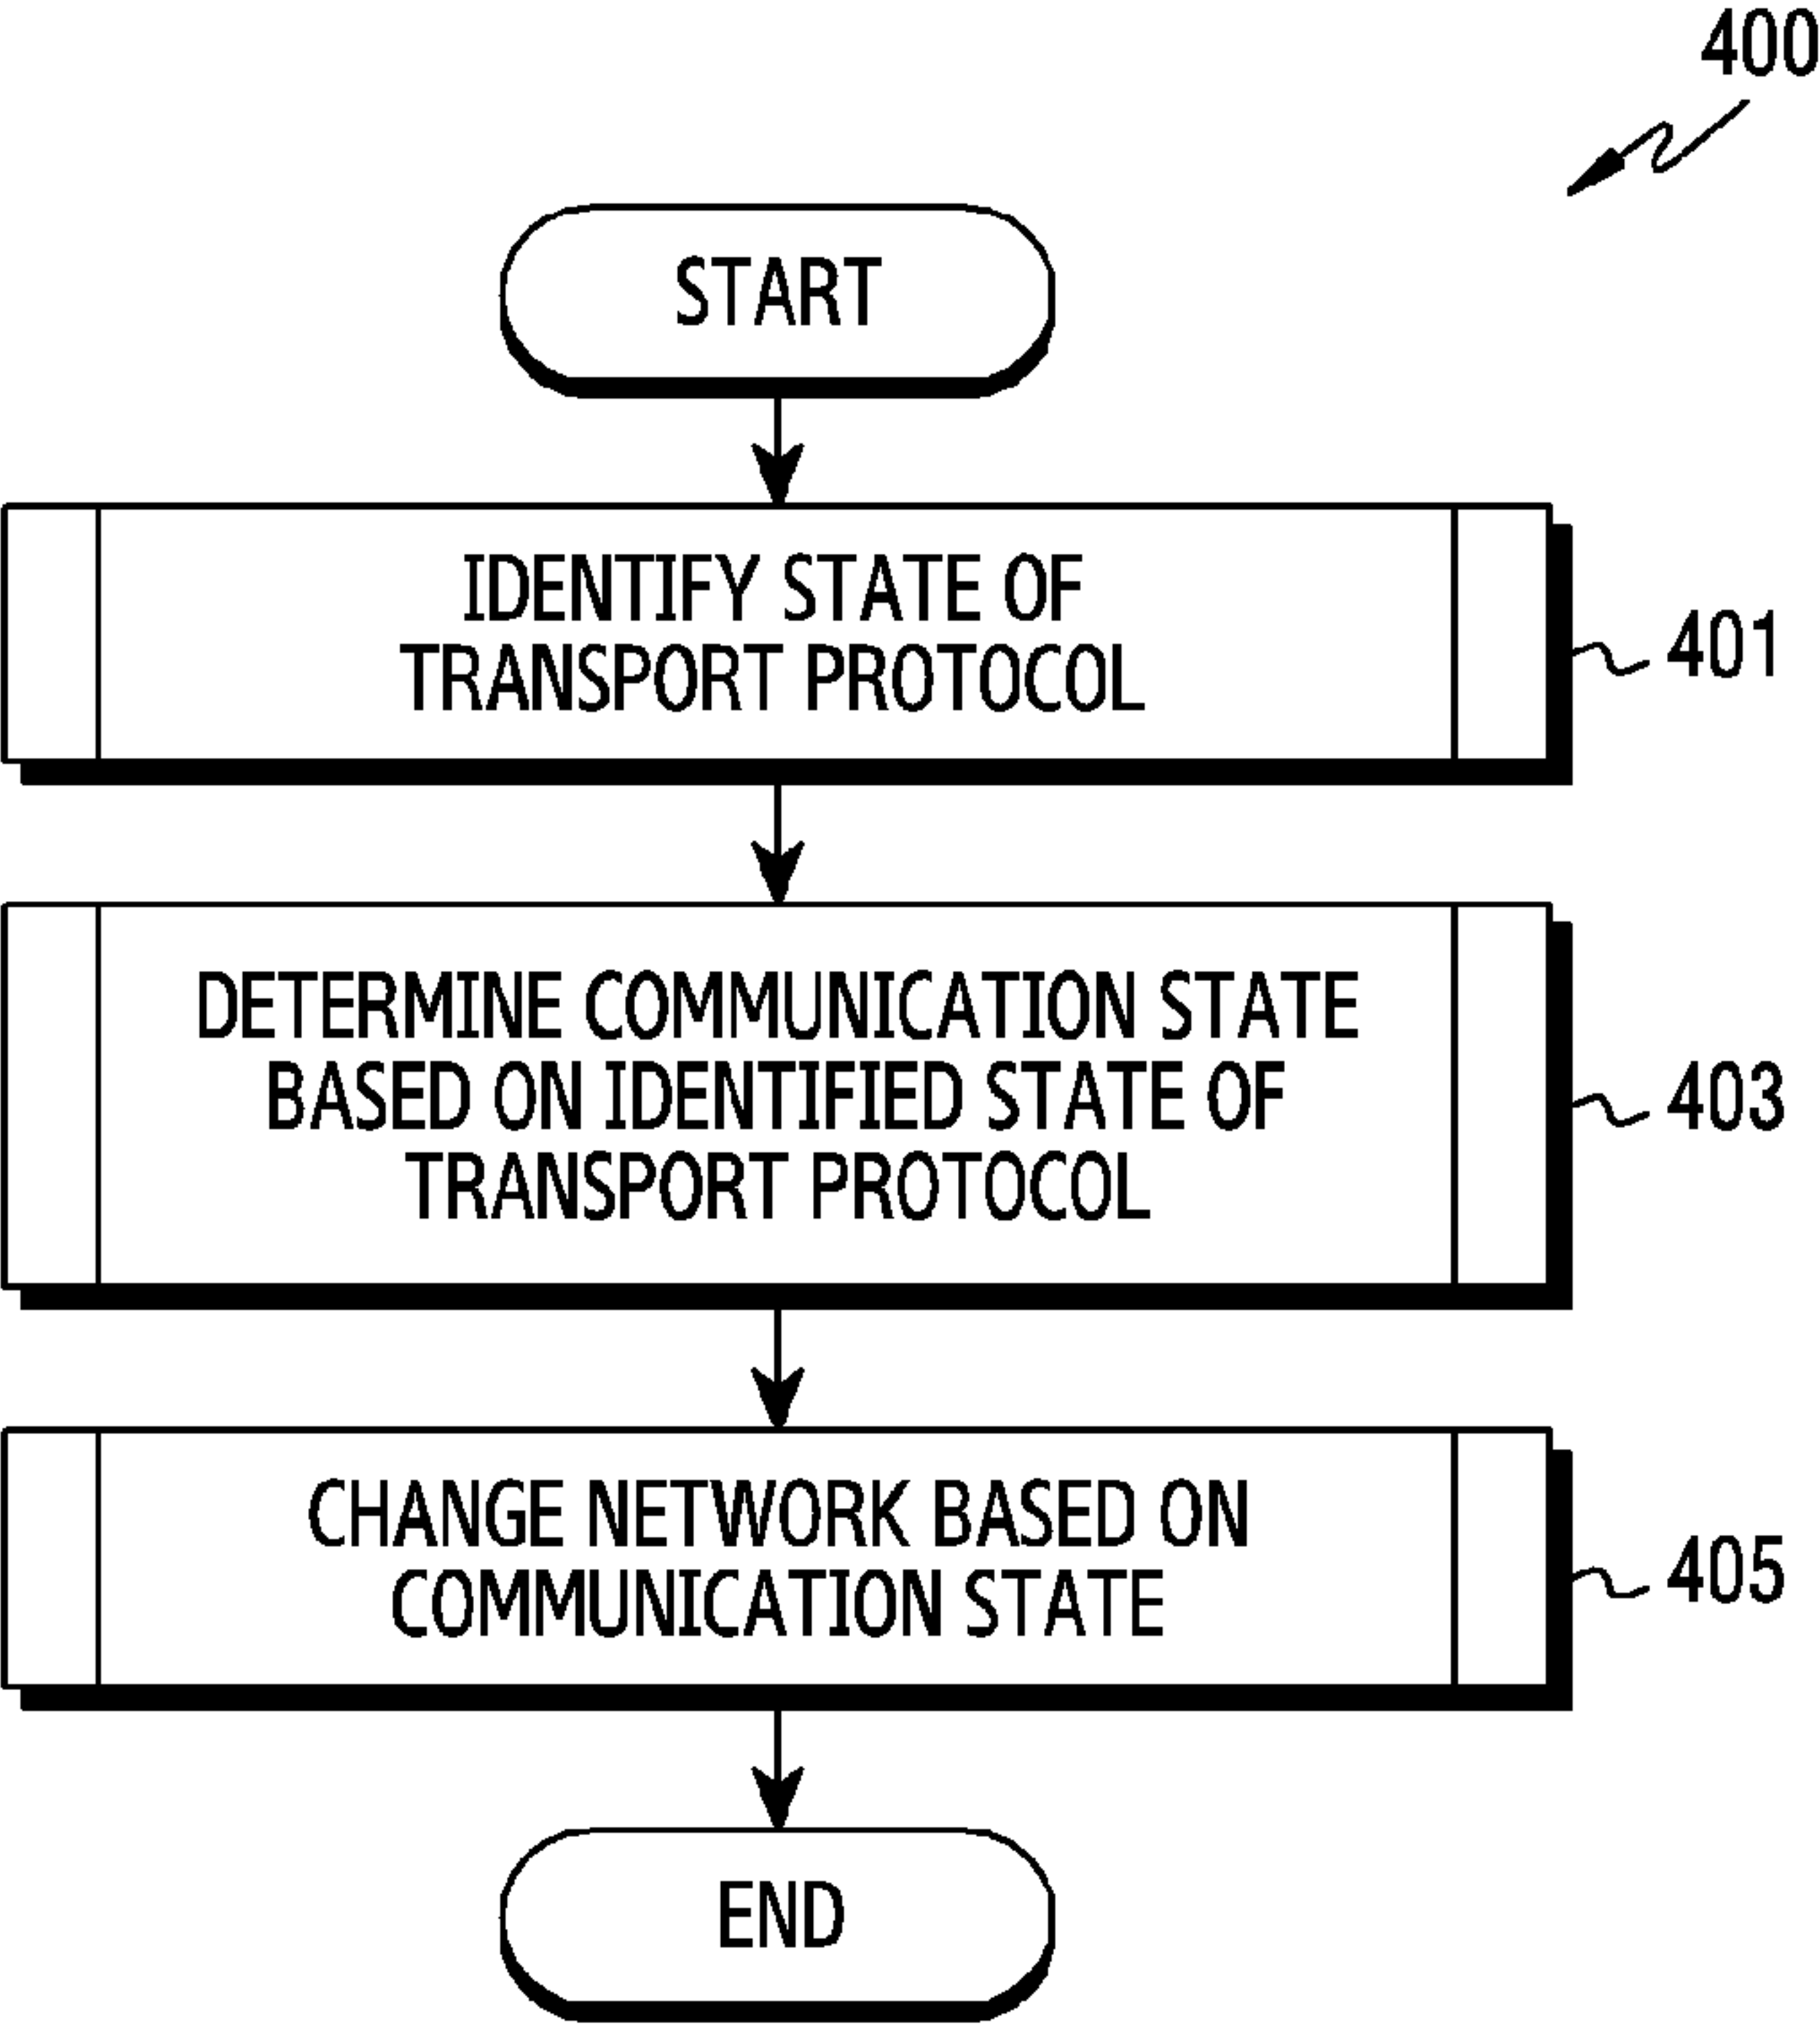 400
START
IDENTIFY STATE OF
TRANSPORT PROTOCOL
401
DETERMINE COMMUNICATION STATE
BASED ON IDENTIFIED STATE OF
TRANSPORT PROTOCOL
403
CHANGE NETWORK BASED ON
COMMUNICATION STATE
405
END